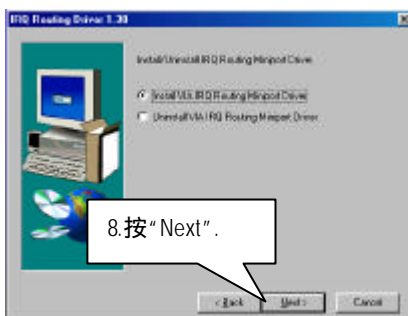 IRQ Routing Driver 1.30
Install/Uninstall IRQ Routing Miniport Driver.
Install VIA IRQ Routing Miniport Driver
Uninstall VIA IRQ Routing Miniport Driver
8.按“Next”.
< Back
Next >
Cancel